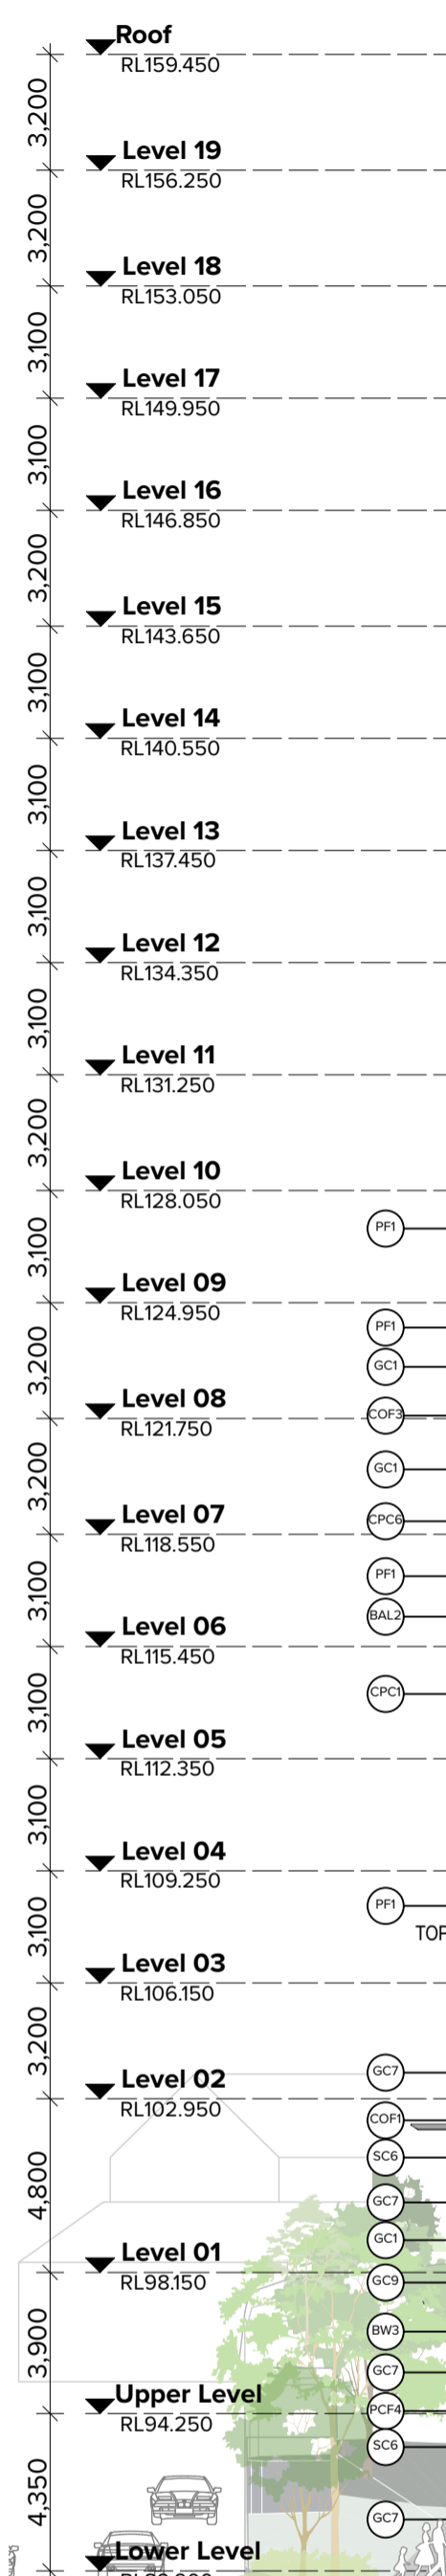 Roof
RL159.450
3,200
Level 19
RL156.250
3,200
Level 18
RL153.050
3,100
Level 17
RL149.950
3,100
Level 16
RL146.850
3,200
Level 15
RL143.650
3,100
Level 14
RL140.550
3,100
Level 13
RL137.450
3,100
Level 12
RL134.350
3,100
Level 11
RL131.250
3,200
Level 10
RL128.050
PF1
3,100
Level 09
RL124.950
PF1
3,200
GC1
Level 08
COF3
RL121.750
3,200
GC1
Level 07
CPC6
RL118.550
3,100
PF1
BAL2
Level 06
RL115.450
3,100
CPC1
Level 05
RL112.350
3,100
Level 04
RL109.250
3,100
PF1
TOP
Level 03
RL106.150
3,200
GC7
Level 02
RL102.950
COF1
SC6
4,800
GC7
GC1
Level 01
RL98.150
GC9
3,900
BW3
GC7
Upper Level
PCF4
RL94.250
SC6
4,350
GC7
Lower Level